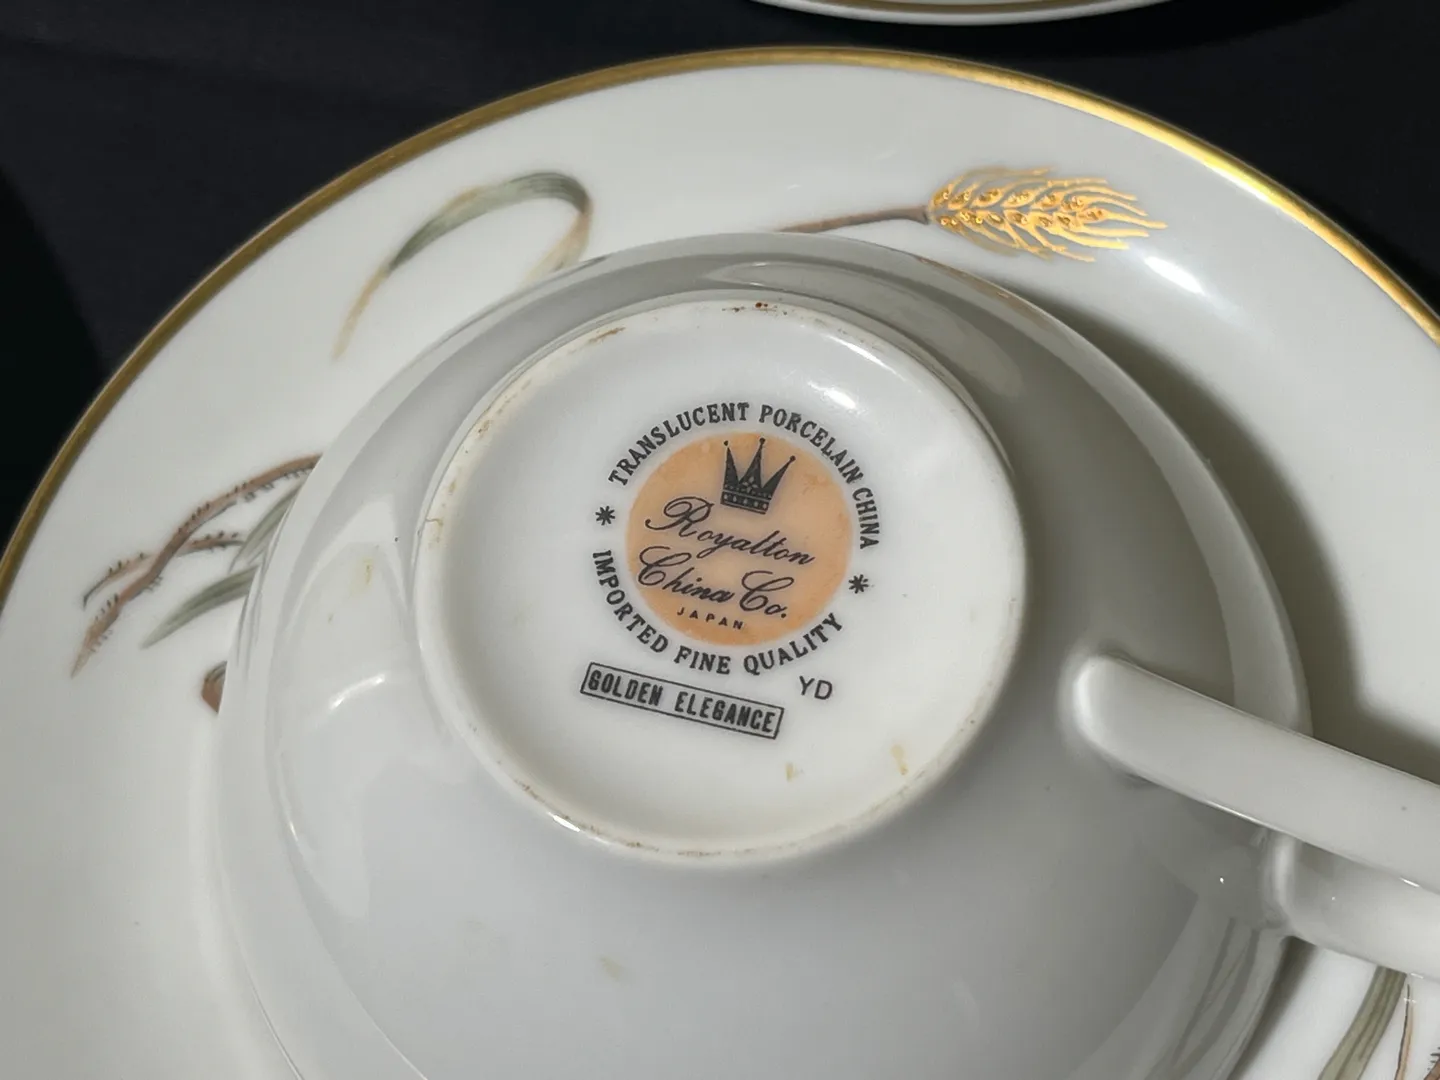 TRANSLUCENT PORCELAIN CHINA
Royalton
China Co.
JAPAN
* IMPORTED FINE QUALITY *
YD
GOLDEN ELEGANCE